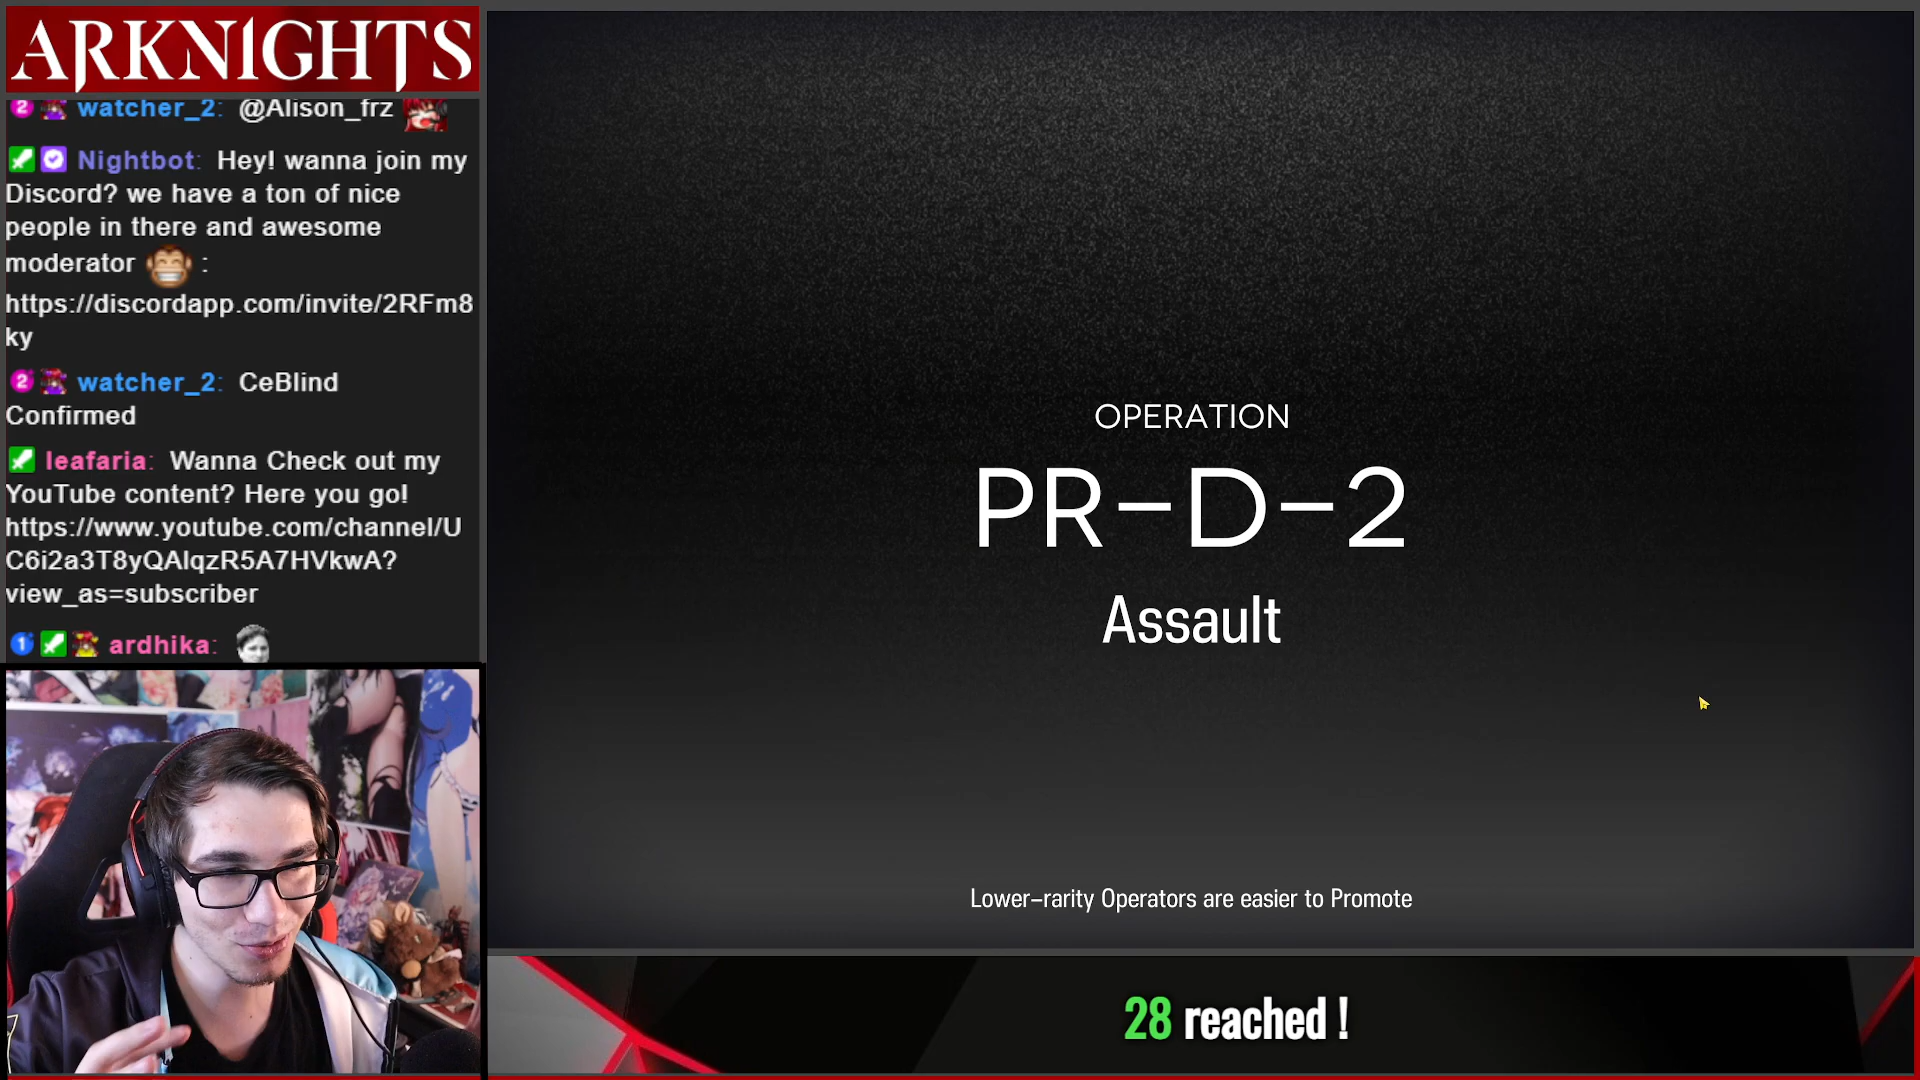 ARKNIGHTS
2 watcher_2: @Alison_frz
Nightbot: Hey! wanna join my
Discord? we have a ton of nice
people in there and awesome
moderator :
https://discordapp.com/invite/2RFm8
ky
2 watcher_2: CeBlind
Confirmed
leafaria: Wanna Check out my
YouTube content? Here you go!
https://www.youtube.com/channel/U
C6i2a3T8yQAlqzR5A7HVkwA?
view_as=subscriber
1 ardhika:
OPERATION
PR-D-2
Assault
Lower-rarity Operators are easier to Promote
28 reached !